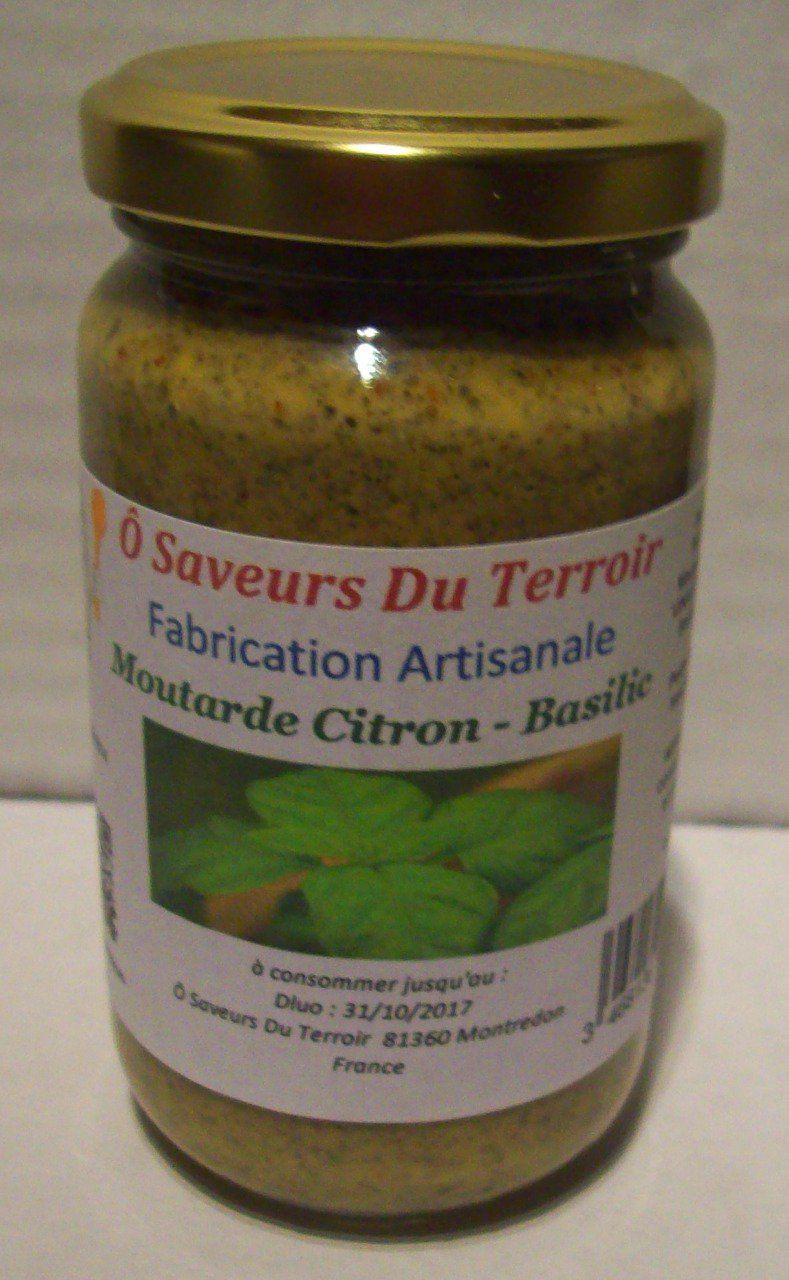 Ô Saveurs Du Terroir
Fabrication Artisanale
Moutarde Citron - Basilic
à consommer jusqu'au :
Dluo : 31/10/2017
Ô Saveurs Du Terroir 81360 Montredon
France
3